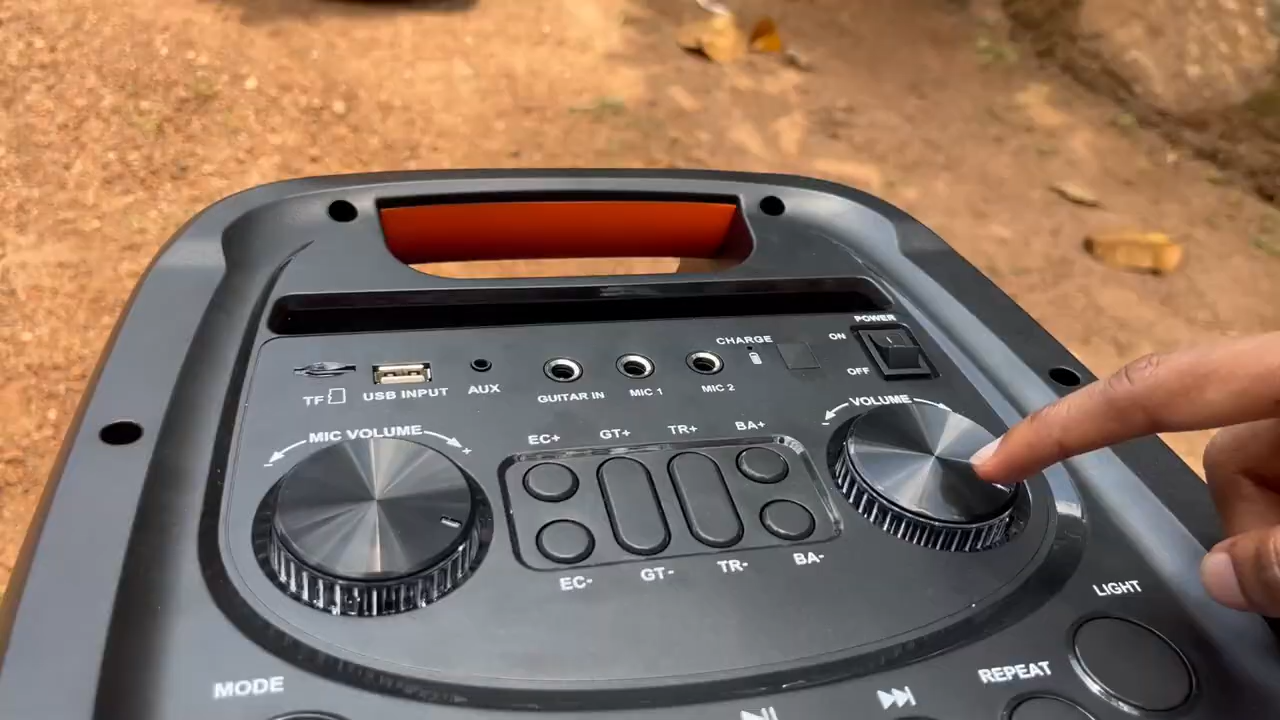 POWER
ON
OFF
CHARGE
TF
USB INPUT
AUX
GUITAR IN
MIC 1
MIC 2
MIC VOLUME
- +
EC+
GT+
TR+
BA+
VOLUME
-
EC-
GT-
TR-
BA-
LIGHT
REPEAT
MODE